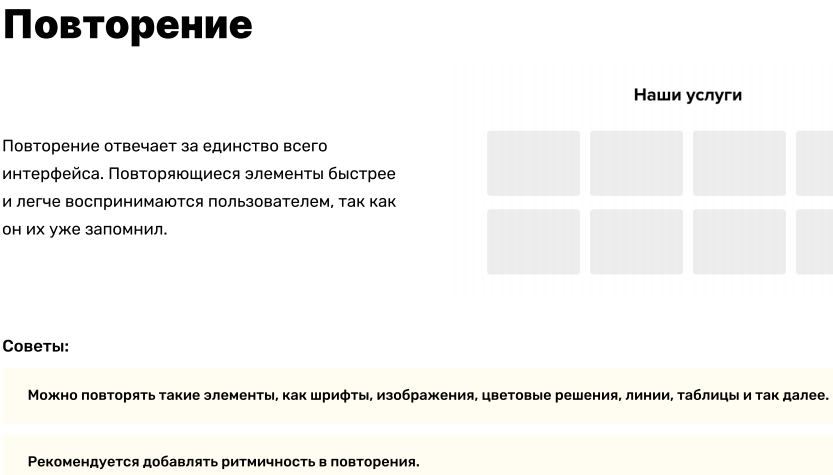 Повторение
Наши услуги
Повторение отвечает за единство всего
интерфейса. Повторяющиеся элементы быстрее
и легче воспринимаются пользователем, так как
он их уже запомнил.
Советы:
Можно повторять такие элементы, как шрифты, изображения, цветовые решения, линии, таблицы и так далее.
Рекомендуется добавлять ритмичность в повторения.